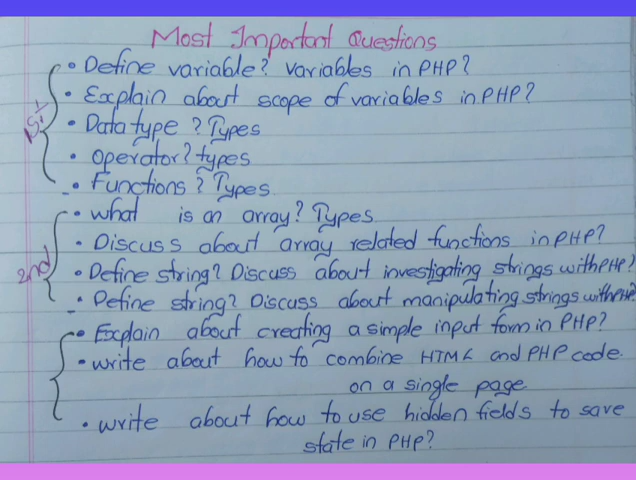 Most Important Questions
• Define variable? variables in PHP?
• Explain about scope of variables in PHP?
1st
• Data type ? Types
• operator? types
• Functions ? Types
• what is an array? Types
• Discuss about array related functions in PHP?
2nd
• Define string? Discuss about investigating strings with PHP?
• Define string? Discuss about manipulating strings with PHP?
• Explain about creating a simple input form in PHP?
• write about how to combine HTML and PHP code
on a single page
• write about how to use hidden fields to save
state in PHP?